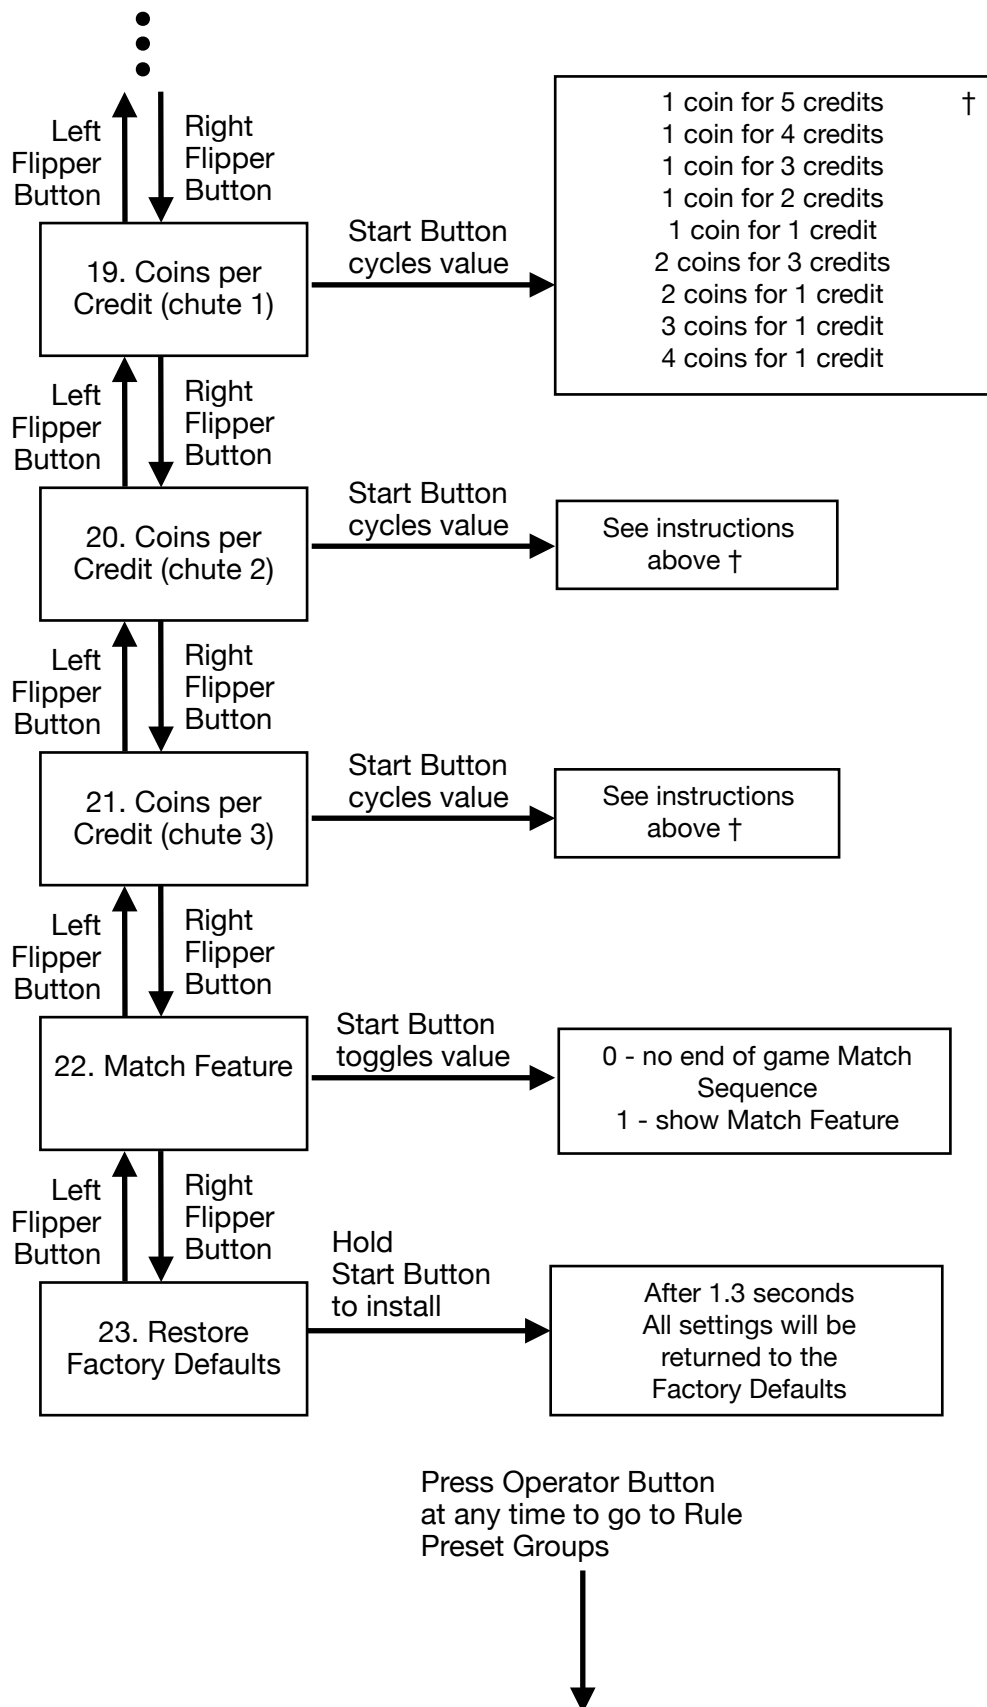 Left
Flipper
Button
Right
Flipper
Button
19. Coins per
Credit (chute 1)
Start Button
cycles value
1 coin for 5 credits †
1 coin for 4 credits
1 coin for 3 credits
1 coin for 2 credits
1 coin for 1 credit
2 coins for 3 credits
2 coins for 1 credit
3 coins for 1 credit
4 coins for 1 credit
Left
Flipper
Button
Right
Flipper
Button
20. Coins per
Credit (chute 2)
Start Button
cycles value
See instructions
above †
Left
Flipper
Button
Right
Flipper
Button
21. Coins per
Credit (chute 3)
Start Button
cycles value
See instructions
above †
Left
Flipper
Button
Right
Flipper
Button
22. Match Feature
Start Button
toggles value
0 - no end of game Match
Sequence
1 - show Match Feature
Left
Flipper
Button
Right
Flipper
Button
23. Restore
Factory Defaults
Hold
Start Button
to install
After 1.3 seconds
All settings will be
returned to the
Factory Defaults
Press Operator Button
at any time to go to Rule
Preset Groups